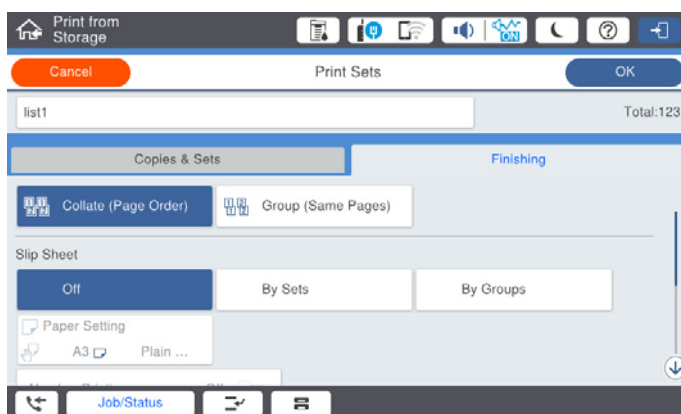 Print from
Storage
ON
Cancel
Print Sets
OK
list1
Total:123
Copies & Sets
Finishing
Collate (Page Order)
Group (Same Pages)
Slip Sheet
Off
By Sets
By Groups
Paper Setting
A3
Plain ...
Job/Status